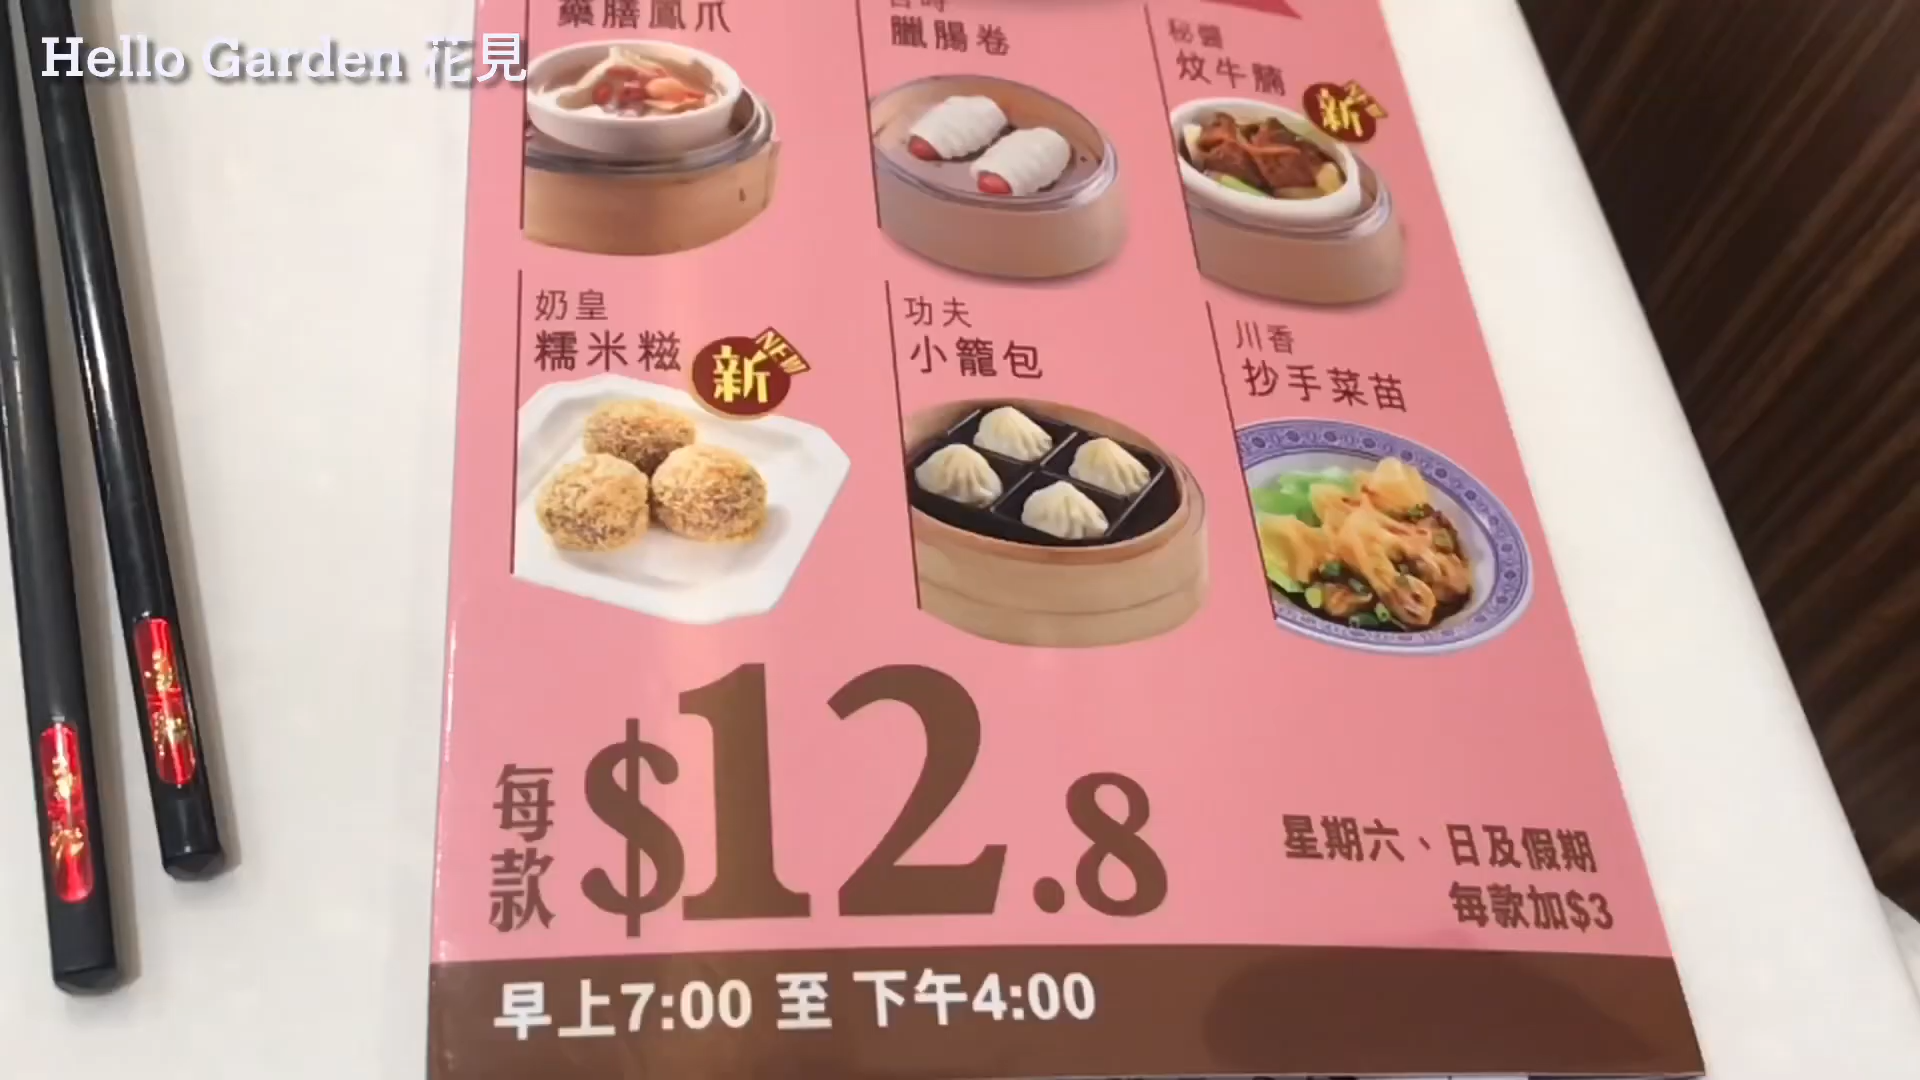 Hello Garden 花見
藥膳鳳爪
臘腸卷
秘醬
炆牛腩
新
奶皇
糯米糍
新 NEW
功夫
小籠包
川香
抄手菜苗
每款 $12.8
星期六、日及假期
每款加$3
早上7:00 至 下午4:00